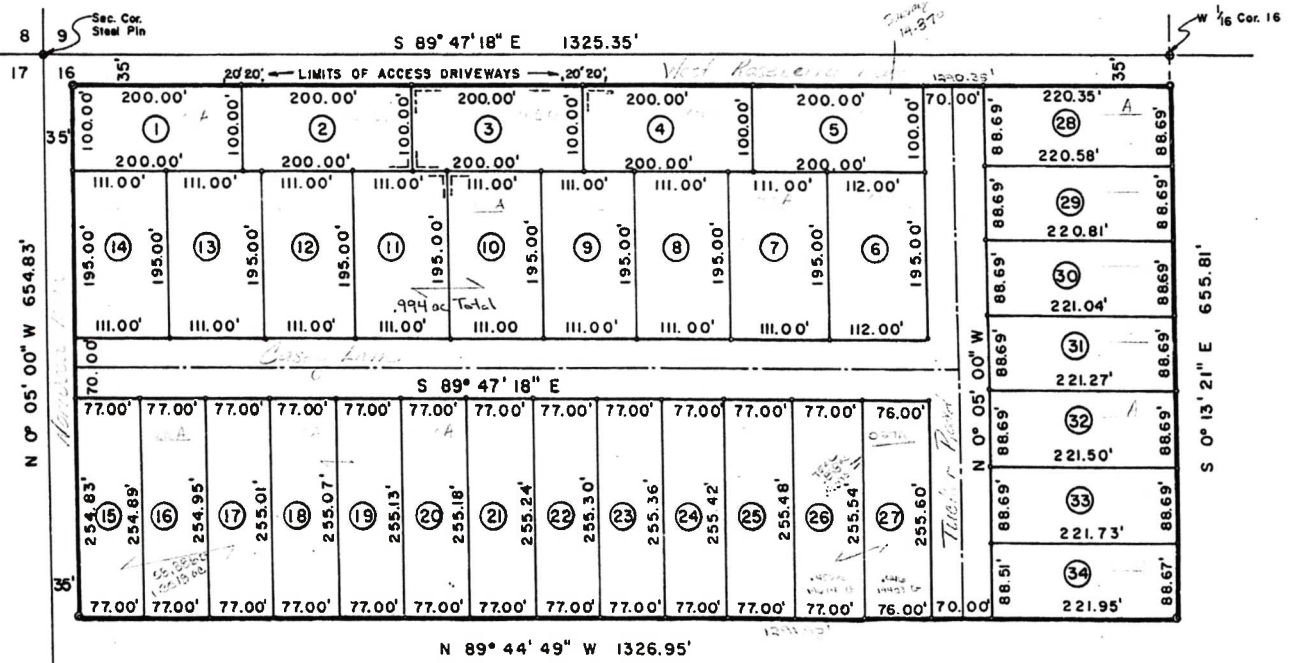 8 9
Sec. Cor.
Steel Pin
W 1/16 Cor. 16
S 89° 47' 18" E 1325.35'
14.870
17 16
35' 20' 20' LIMITS OF ACCESS DRIVEWAYS 20' 20' West 1290.35' 35'
200.00' 200.00' 200.00' 200.00' 200.00' 70.00' 220.35'
35' 100.00' 1 100.00' 2 100.00' 3 100.00' 4 100.00' 5 100.00' 88.69' 28 A 88.69'
200.00' 200.00' 200.00' 200.00' 200.00' 220.58'
111.00' 111.00' 111.00' 111.00' 111.00' 111.00' 111.00' 111.00' 112.00'
88.69' 29 88.69'
220.81'
195.00' 14 195.00' 13 195.00' 12 195.00' 11 195.00' 10 A 195.00' 9 195.00' 8 195.00' 7 A 195.00' 6 195.00'
88.69' 30 88.69'
221.04'
.994 ac Total
111.00' 111.00' 111.00' 111.00' 111.00 111.00' 111.00' 111.00' 112.00'
88.69' 31 88.69'
221.27'
N 0° 05' 00" W 654.83'
70.00'
Lane
S 89° 47' 18" E
N 0° 05' 00" W
S 0° 13' 21" E 655.81'
77.00' 77.00' 77.00' 77.00' 77.00' 77.00' 77.00' 77.00' 77.00' 77.00' 77.00' 77.00' 76.00'
88.69' 32 A 88.69'
221.50'
254.83' 15 254.89' 16 A 254.95' 17 255.01' 18 255.07' 19 255.13' 20 A 255.18' 21 255.24' 22 255.30' 23 255.36' 24 255.42' 25 255.48' 26 255.54' 27 255.60'
Road
88.69' 33 88.69'
221.73'
88.51' 34 88.67'
221.95'
35'
77.00' 77.00' 77.00' 77.00' 77.00' 77.00' 77.00' 77.00' 77.00' 77.00' 77.00' 77.00' 76.00' 70.00'
N 89° 44' 49" W 1326.95'